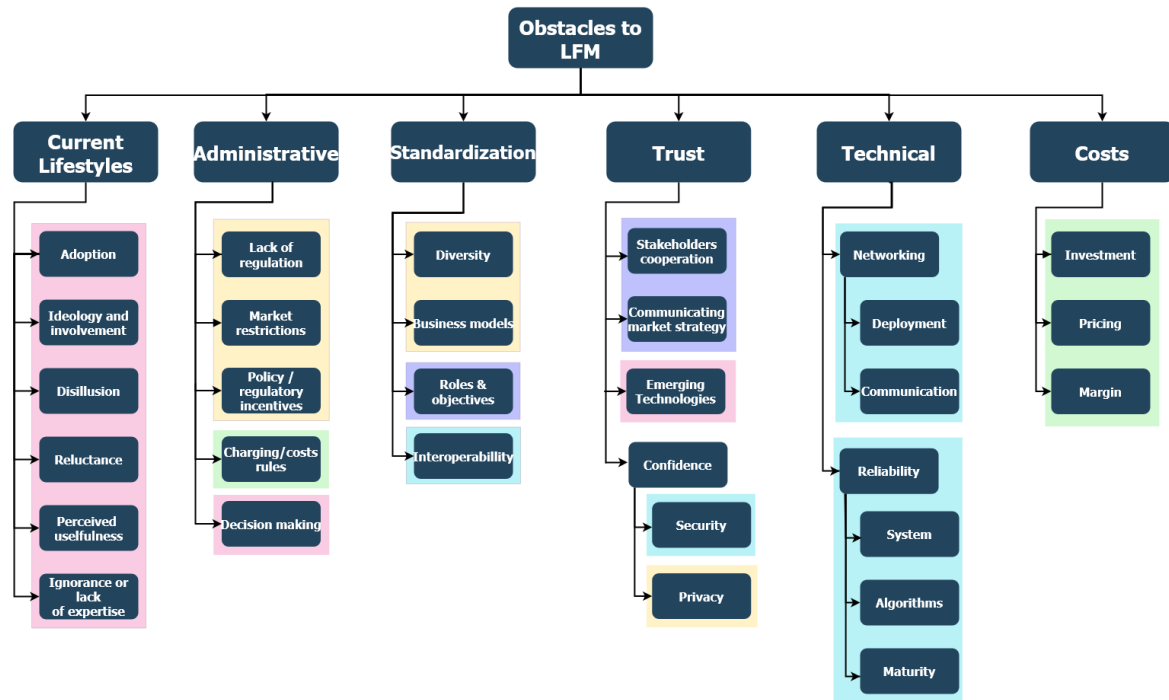 Obstacles to
LFM
Current
Lifestyles
Administrative
Standardization
Trust
Technical
Costs
Adoption
Ideology and
involvement
Disillusion
Reluctance
Perceived
uselfulness
Ignorance or
lack
of expertise
Lack of
regulation
Market
restrictions
Policy /
regulatory
incentives
Charging/costs
rules
Decision making
Diversity
Business models
Roles &
objectives
Interoperabillity
Stakeholders
cooperation
Communicating
market strategy
Emerging
Technologies
Confidence
Security
Privacy
Networking
Deployment
Communication
Reliability
System
Algorithms
Maturity
Investment
Pricing
Margin